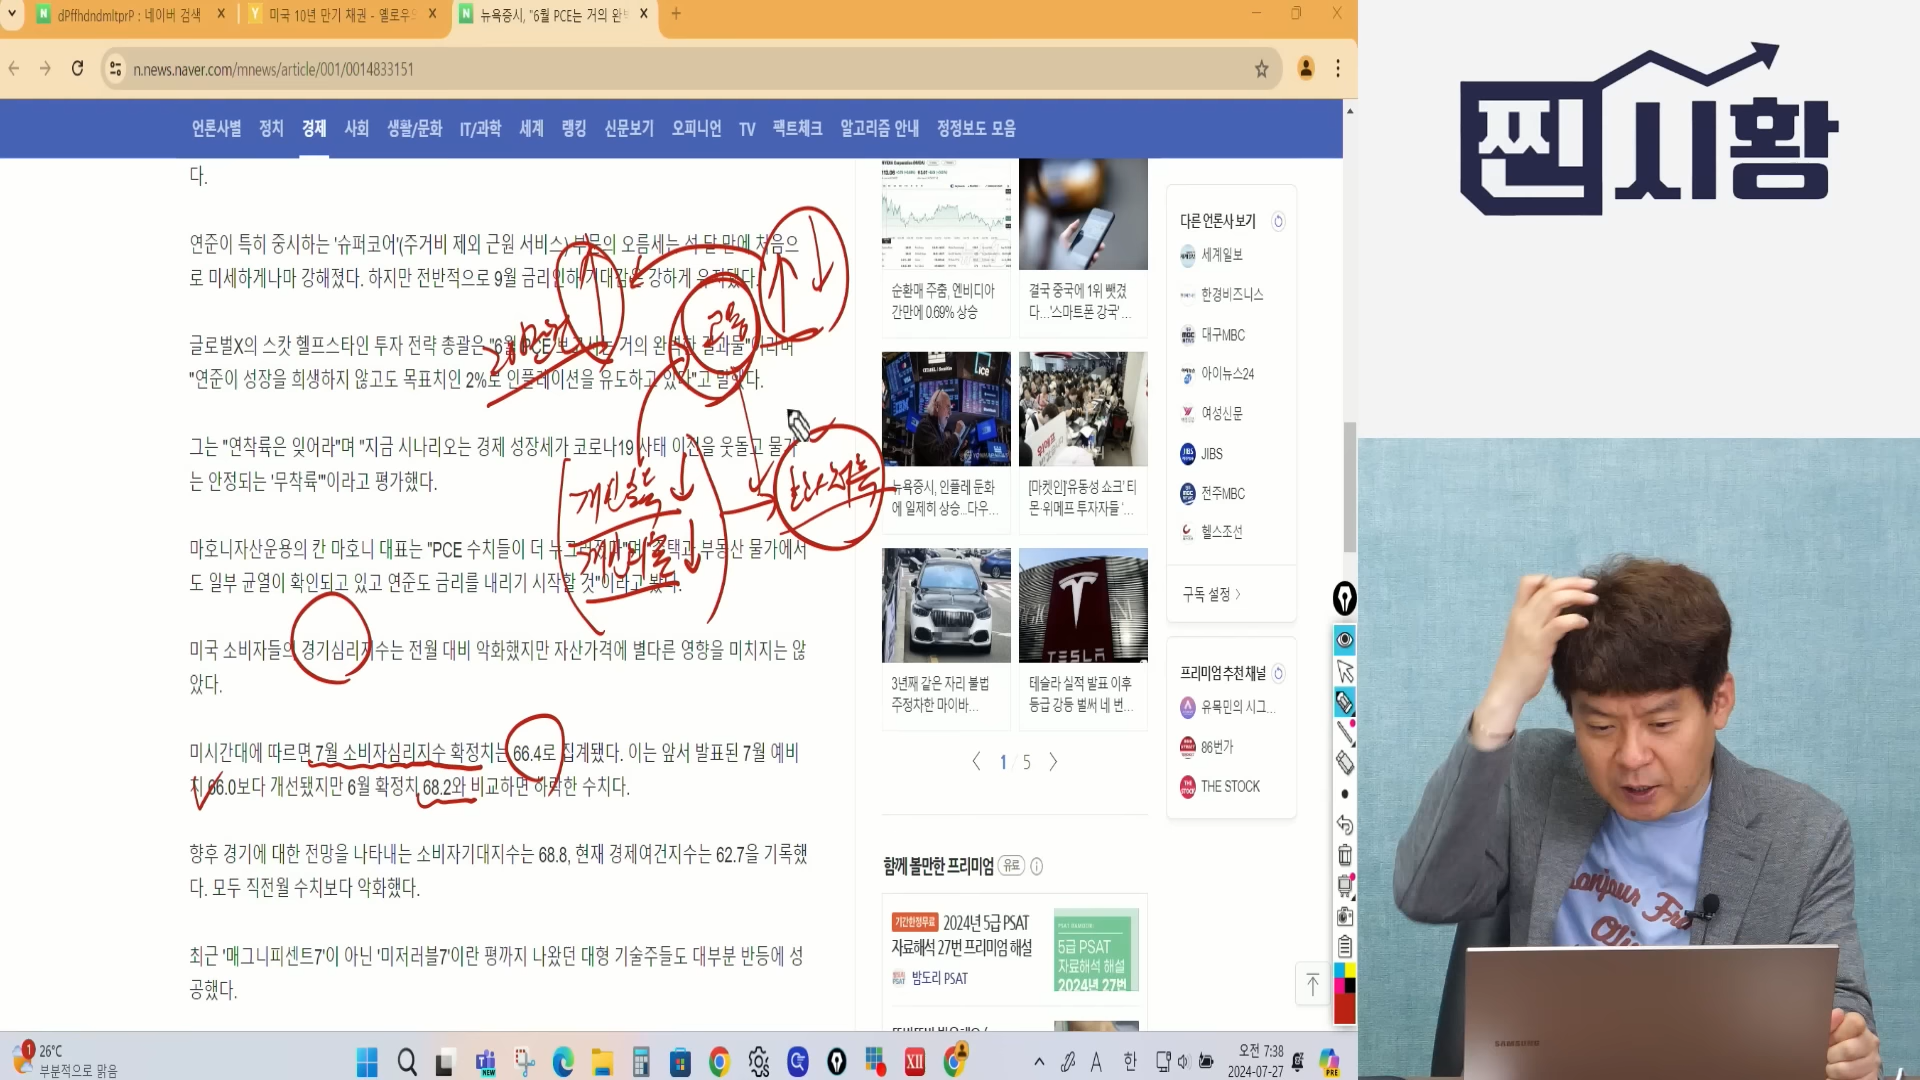 dPffhdndmltprP : 네이버 검색
미국 10년 만기 채권 - 옐로우
뉴욕증시, "6월 PCE는 거의 완
n.news.naver.com/mnews/article/001/0014833151
언론사별 정치 경제 사회 생활/문화 IT/과학 세계 랭킹 신문보기 오피니언 TV 팩트체크 알고리즘 안내 정정보도 모음
다.
연준이 특히 중시하는 '슈퍼코어'(주거비 제외 근원 서비스) 부문의 오름세는 석 달 만에 처음으
로 미세하게나마 강해졌다. 하지만 전반적으로 9월 금리인하 기대감은 강하게 유지됐다.
글로벌X의 스캇 헬프스타인 투자 전략 총괄은 "6월 PCE 보고서는 거의 완벽한 결과물"이라며
"연준이 성장을 희생하지 않고도 목표치인 2%로 인플레이션을 유도하고 있다"고 말했다.
그는 "연착륙은 잊어라"며 "지금 시나리오는 경제 성장세가 코로나19 사태 이전을 웃돌고 물가
는 안정되는 '무착륙'"이라고 평가했다.
마호니자산운용의 칸 마호니 대표는 "PCE 수치들이 더 누그러졌다"며 "주택과 부동산 물가에서
도 일부 균열이 확인되고 있고 연준도 금리를 내리기 시작할 것"이라고 봤다.
미국 소비자들의 경기심리지수는 전월 대비 악화했지만 자산가격에 별다른 영향을 미치지는 않
았다.
미시간대에 따르면 7월 소비자심리지수 확정치는 66.4로 집계됐다. 이는 앞서 발표된 7월 예비
치 66.0보다 개선됐지만 6월 확정치 68.2와 비교하면 하락한 수치다.
향후 경기에 대한 전망을 나타내는 소비자기대지수는 68.8, 현재 경제여건지수는 62.7을 기록했
다. 모두 직전월 수치보다 악화했다.
최근 '매그니피센트7'이 아닌 '미저러블7'이란 평까지 나왔던 대형 기술주들도 대부분 반등에 성
공했다.
고용
개인소득
순환매 주춤, 엔비디아
간만에 0.69% 상승
결국 중국에 1위 뺏겼
다…'스마트폰 강국' …
뉴욕증시, 인플레 둔화
에 일제히 상승…다우…
[마켓인]유동성 쇼크' 티
몬 위메프 투자자들 '…
3년째 같은 자리 불법
주정차한 마이바…
테슬라 실적 발표 이후
등급 강등 벌써 네 번…
TESLA
1 / 5
함께 볼만한 프리미엄 유료
기간한정무료 2024년 5급 PSAT
자료해석 27번 프리미엄 해설
밤도리 PSAT
5급 PSAT
자료해석 해설
2024년 27번
다른 언론사 보기
세계일보
한경비즈니스
대구MBC
아이뉴스24
여성신문
JIBS
전주MBC
헬스조선
구독 설정
프리미엄 추천 채널
유목민의 시그…
86번가
THE STOCK
찐시황
Bonjour
SAMSUNG
26°C
부분적으로 맑음
한
오전 7:38
2024-07-27